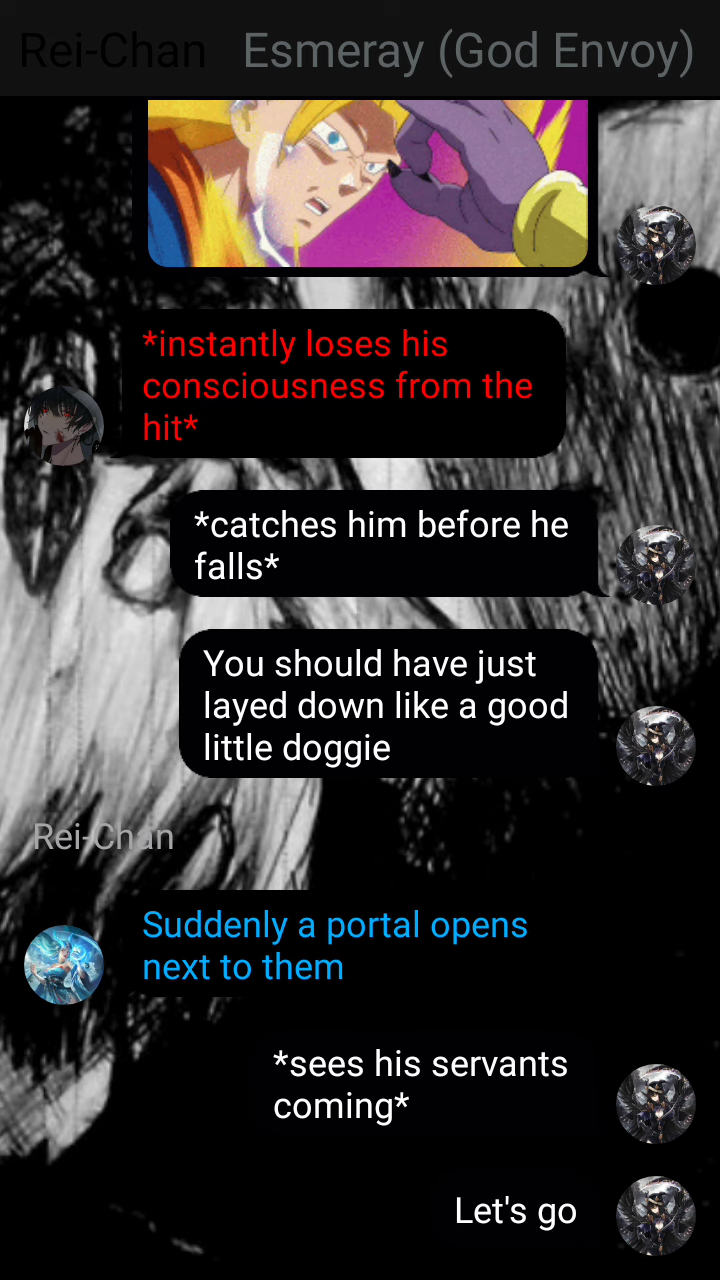 Rei-Chan Esmeray (God Envoy)
*instantly loses his
consciousness from the
hit*
*catches him before he
falls*
You should have just
layed down like a good
little doggie
Rei-Chan
Suddenly a portal opens
next to them
*sees his servants
coming*
Let's go